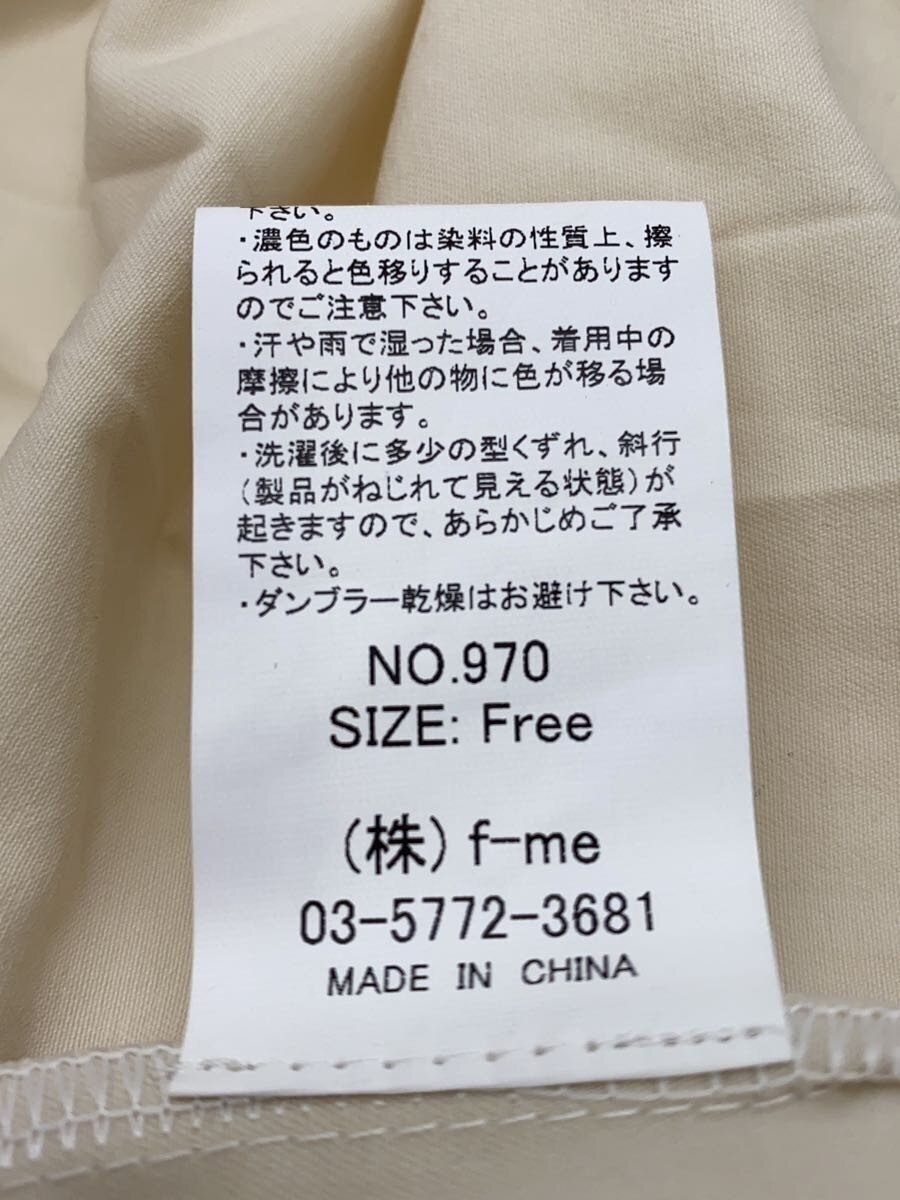 下さい。
・濃色のものは染料の性質上、擦
られると色移りすることがあります
のでご注意下さい。
・汗や雨で湿った場合、着用中の
摩擦により他の物に色が移る場
合があります。
・洗濯後に多少の型くずれ、斜行
(製品がねじれて見える状態)が
起きますので、あらかじめご了承
下さい。
・ダンブラー乾燥はお避け下さい。
NO.970
SIZE: Free
(株) f-me
03-5772-3681
MADE IN CHINA